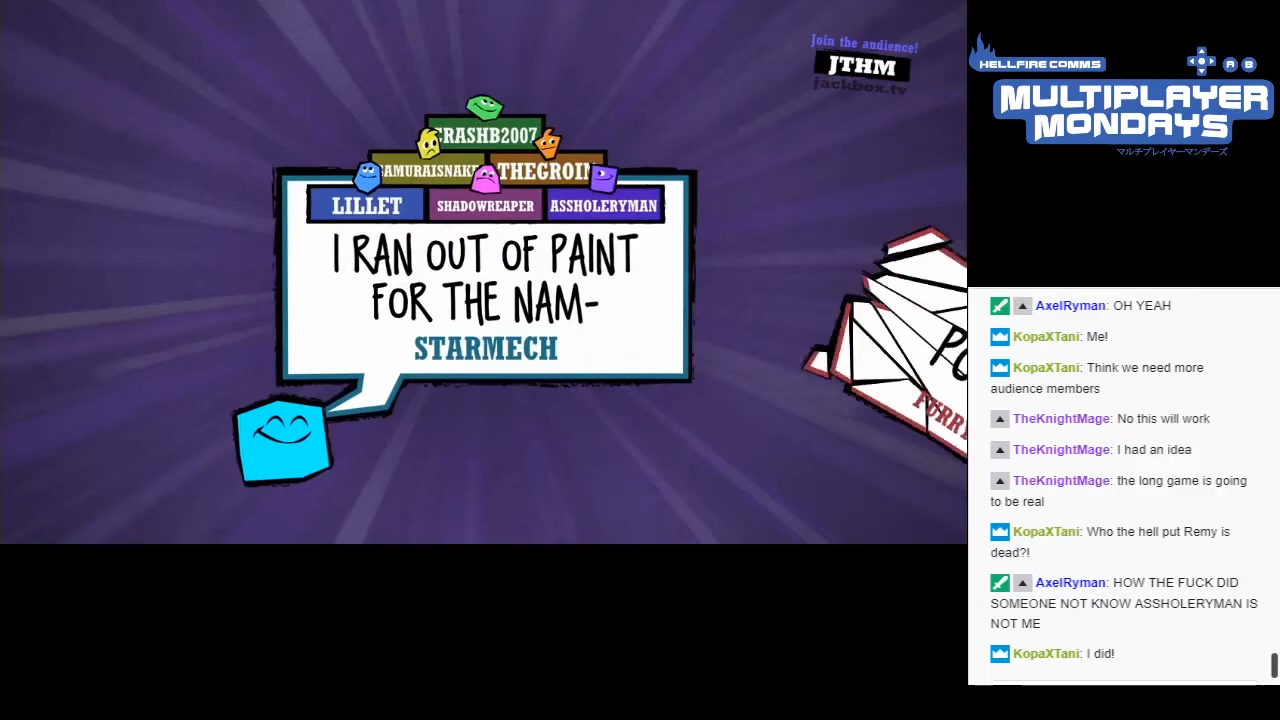 Join the audience!
JTHM
jackbox.tv
HELLFIRE COMMS
A B
MULTIPLAYER
MONDAYS
マルチプレイヤーマンデーズ
CRASHB2007
SAMURAISNAK
THEGROIN
LILLET
SHADOWREAPER
ASSHOLERYMAN
I RAN OUT OF PAINT
FOR THE NAM-
STARMECH
AxelRyman: OH YEAH
KopaXTani: Me!
KopaXTani: Think we need more
audience members
TheKnightMage: No this will work
TheKnightMage: I had an idea
TheKnightMage: the long game is going
to be real
KopaXTani: Who the hell put Remy is
dead?!
AxelRyman: HOW THE FUCK DID
SOMEONE NOT KNOW ASSHOLERYMAN IS
NOT ME
KopaXTani: I did!